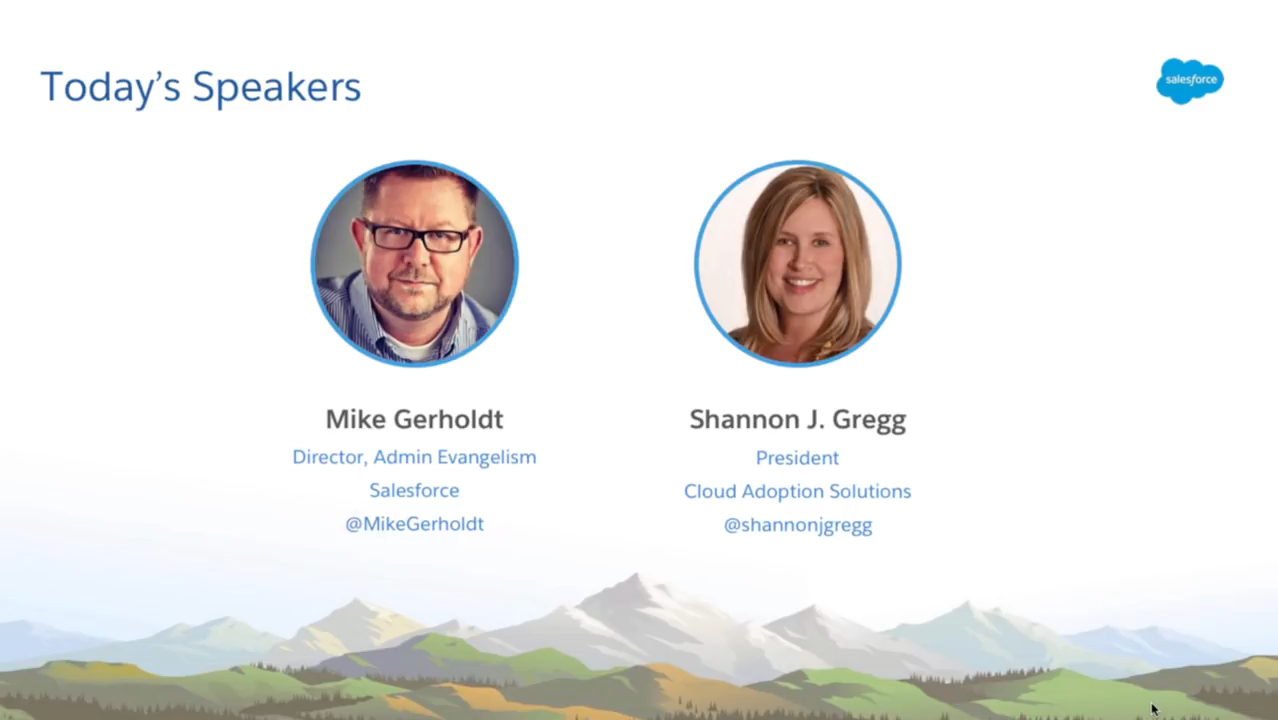 Today’s Speakers
salesforce
Mike Gerholdt
Director, Admin Evangelism
Salesforce
@MikeGerholdt
Shannon J. Gregg
President
Cloud Adoption Solutions
@shannonjgregg